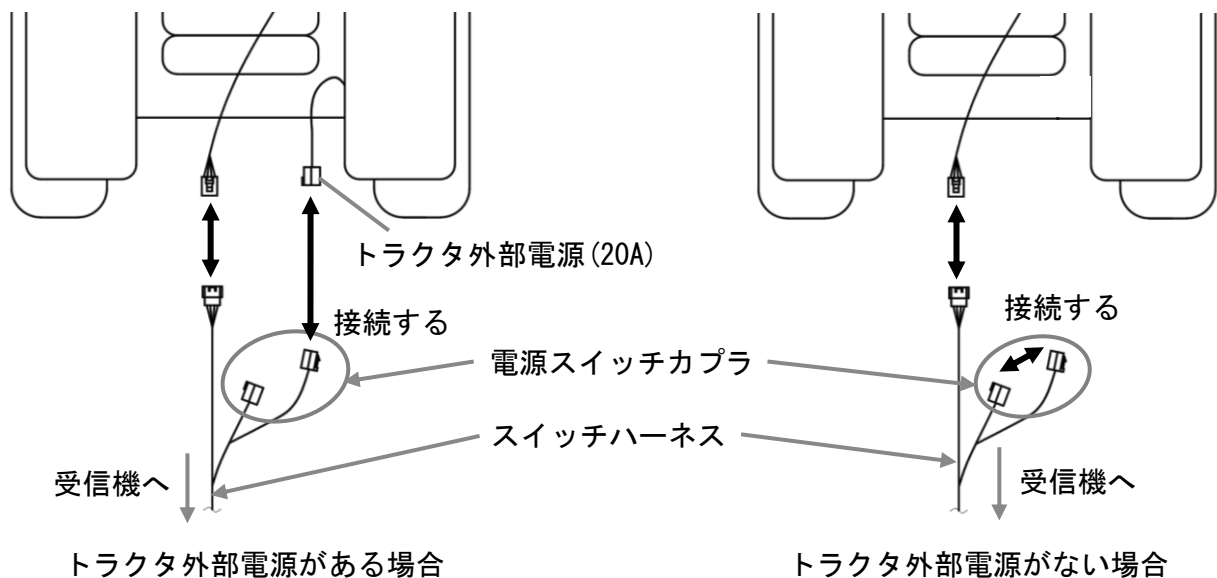 トラクタ外部電源(20A)
接続する
接続する
電源スイッチカプラ
スイッチハーネス
受信機へ
受信機へ
トラクタ外部電源がある場合
トラクタ外部電源がない場合